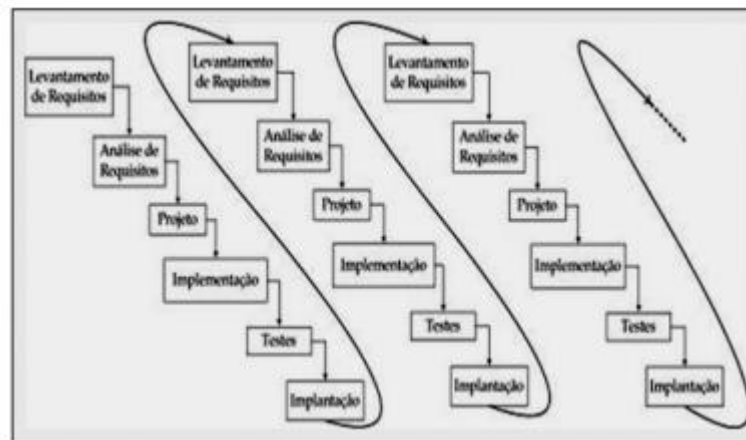 Levantamento
de Requisitos
Análise de
Requisitos
Projeto
Implementação
Testes
Implantação
Levantamento
de Requisitos
Análise de
Requisitos
Projeto
Implementação
Testes
Implantação
Levantamento
de Requisitos
Análise de
Requisitos
Projeto
Implementação
Testes
Implantação